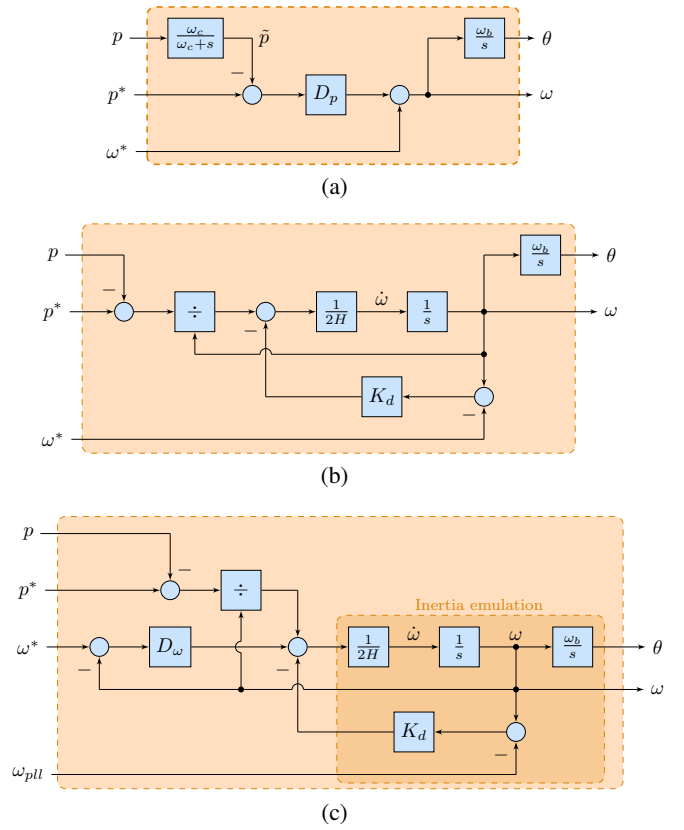 p
ω_c / (ω_c + s)
p̃
ω_b / s
θ
−
p*
D_p
ω
ω*
(a)
p
ω_b / s
θ
−
p*
÷
−
1 / 2H
ω̇
1 / s
ω
K_d
−
ω*
(b)
p
−
p*
÷
Inertia emulation
ω*
−
D_ω
−
1 / 2H
ω̇
1 / s
ω
ω_b / s
θ
ω
K_d
−
ω_pll
(c)